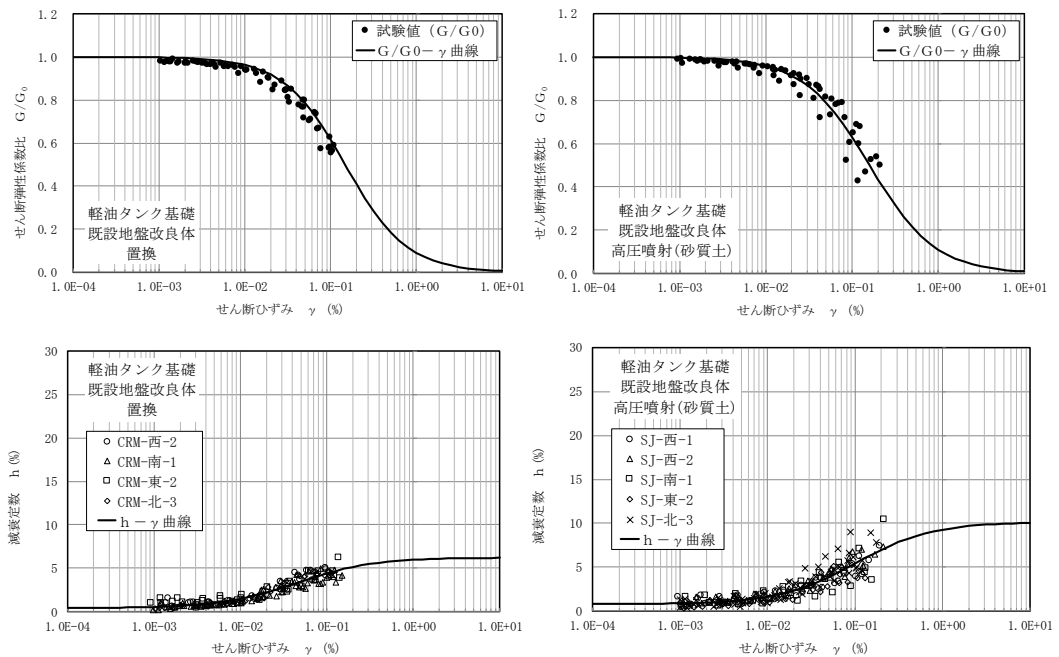 1.2
1.0
0.8
0.6
0.4
0.2
0.0
せん断弾性係数比 G/G₀
● 試験値（G/G0）
G/G0－γ曲線
軽油タンク基礎
既設地盤改良体
置換
1.0E-04 1.0E-03 1.0E-02 1.0E-01 1.0E+00 1.0E+01
せん断ひずみ γ (%)
1.2
1.0
0.8
0.6
0.4
0.2
0.0
せん断弾性係数比 G/G₀
● 試験値（G/G0）
G/G0－γ曲線
軽油タンク基礎
既設地盤改良体
高圧噴射(砂質土)
1.0E-04 1.0E-03 1.0E-02 1.0E-01 1.0E+00 1.0E+01
せん断ひずみ γ (%)
30
25
20
15
10
5
0
減衰定数 h(%)
軽油タンク基礎
既設地盤改良体
置換
CRM-西-2
CRM-南-1
CRM-東-2
CRM-北-3
h－γ曲線
1.0E-04 1.0E-03 1.0E-02 1.0E-01 1.0E+00 1.0E+01
せん断ひずみ γ (%)
30
25
20
15
10
5
0
減衰定数 h(%)
軽油タンク基礎
既設地盤改良体
高圧噴射(砂質土)
SJ-西-1
SJ-西-2
SJ-南-1
SJ-東-2
SJ-北-3
h－γ曲線
1.0E-04 1.0E-03 1.0E-02 1.0E-01 1.0E+00 1.0E+01
せん断ひずみ γ (%)